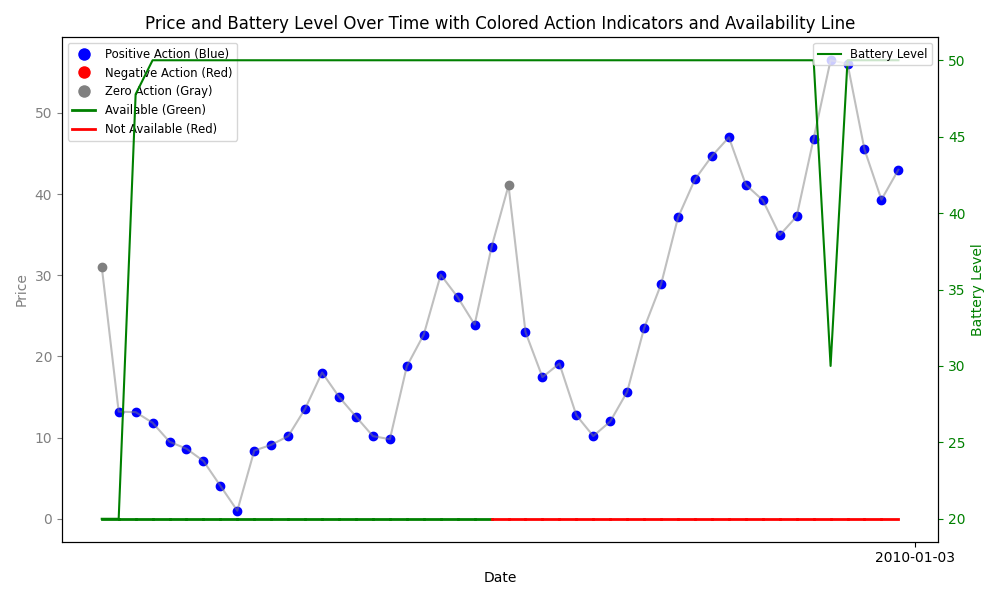 Price and Battery Level Over Time with Colored Action Indicators and Availability Line
Positive Action (Blue)
Negative Action (Red)
Zero Action (Gray)
Available (Green)
Not Available (Red)
Battery Level
50
40
30
20
10
0
Price
50
45
40
35
30
25
20
Battery Level
2010-01-03
Date